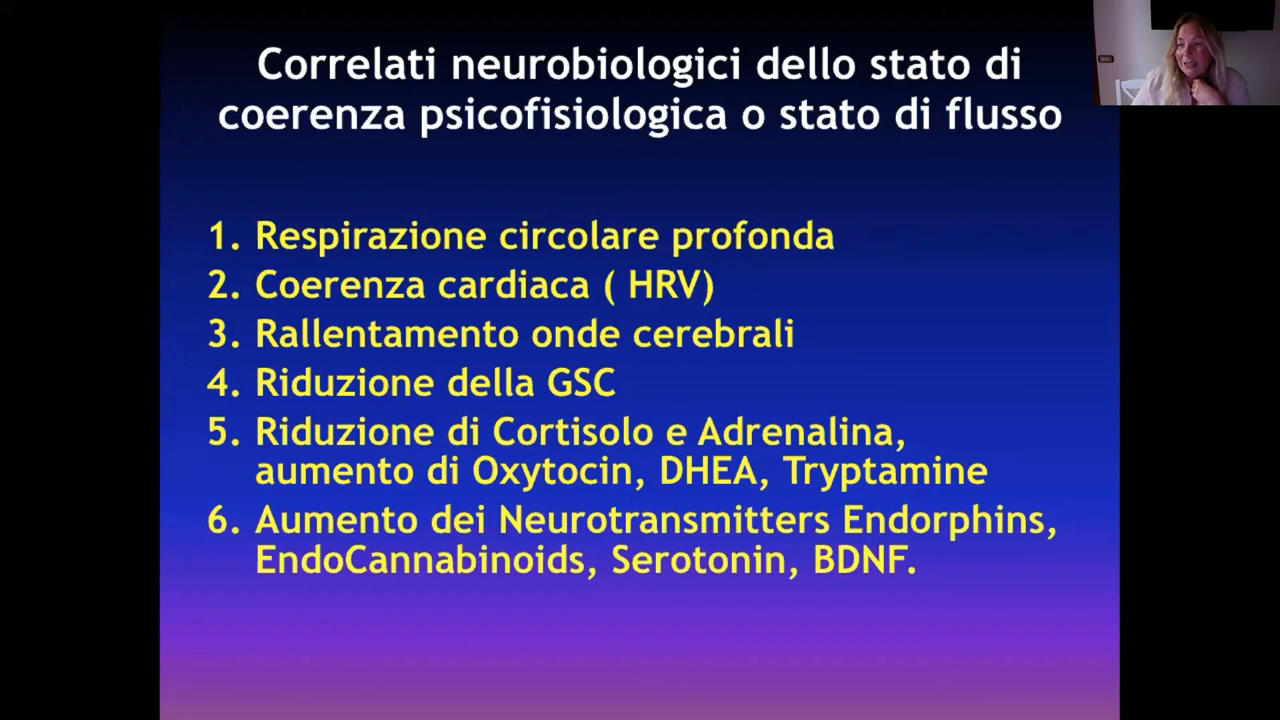 Correlati neurobiologici dello stato di
coerenza psicofisiologica o stato di flusso
1. Respirazione circolare profonda
2. Coerenza cardiaca ( HRV)
3. Rallentamento onde cerebrali
4. Riduzione della GSC
5. Riduzione di Cortisolo e Adrenalina,
aumento di Oxytocin, DHEA, Tryptamine
6. Aumento dei Neurotransmitters Endorphins,
EndoCannabinoids, Serotonin, BDNF.